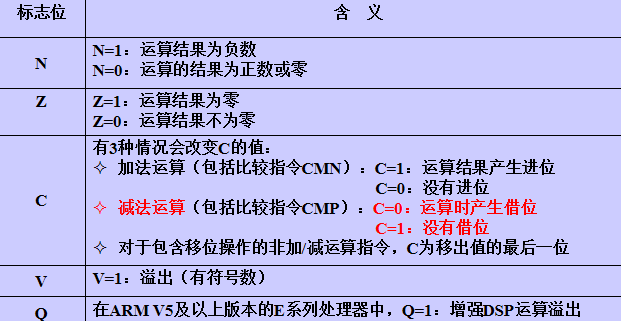 标志位 含 义
N N=1：运算结果为负数
N=0：运算的结果为正数或零
Z Z=1：运算结果为零
Z=0：运算结果不为零
C 有3种情况会改变C的值：
✧ 加法运算（包括比较指令CMN）：C=1：运算结果产生进位
C=0：没有进位
✧ 减法运算（包括比较指令CMP）：C=0：运算时产生借位
C=1：没有借位
✧ 对于包含移位操作的非加/减运算指令，C为移出值的最后一位
V V=1：溢出（有符号数）
Q 在ARM V5及以上版本的E系列处理器中，Q=1：增强DSP运算溢出